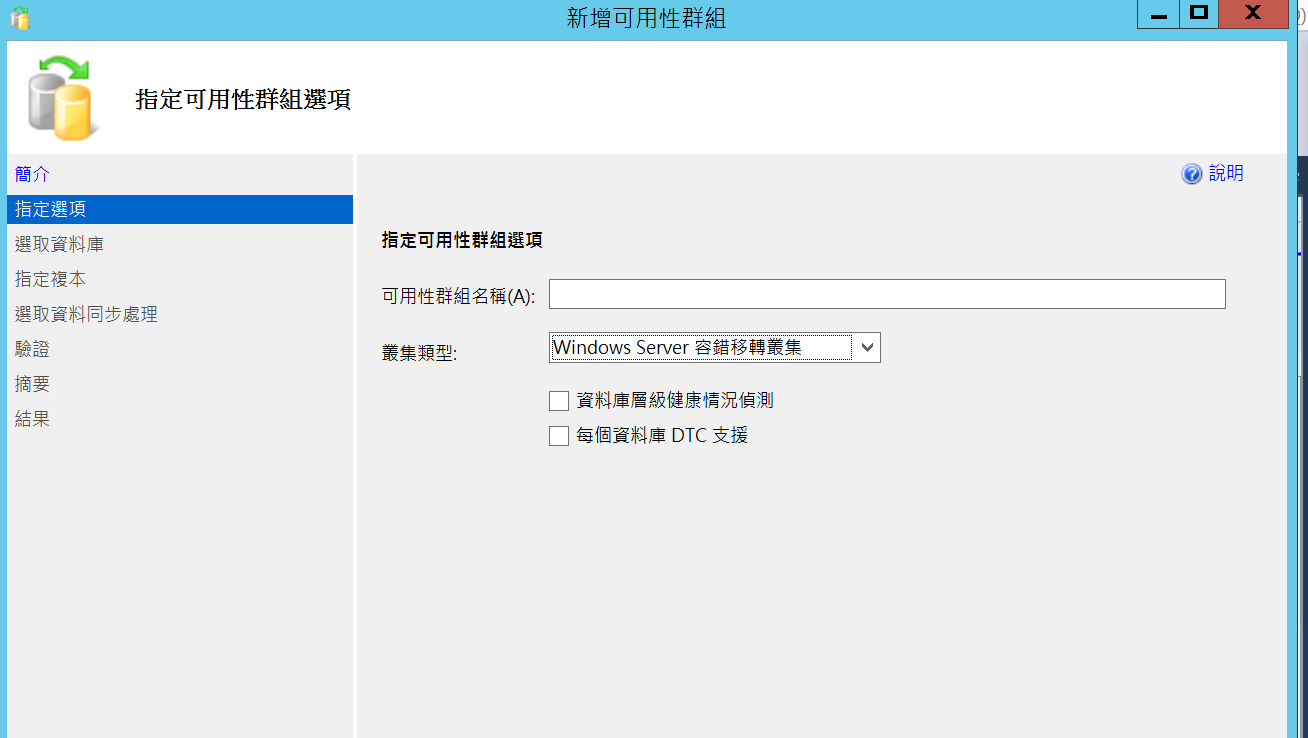 新增可用性群組
指定可用性群組選項
簡介
指定選項
選取資料庫
指定複本
選取資料同步處理
驗證
摘要
結果
說明
指定可用性群組選項
可用性群組名稱(A):
叢集類型:
Windows Server 容錯移轉叢集
資料庫層級健康情況偵測
每個資料庫 DTC 支援